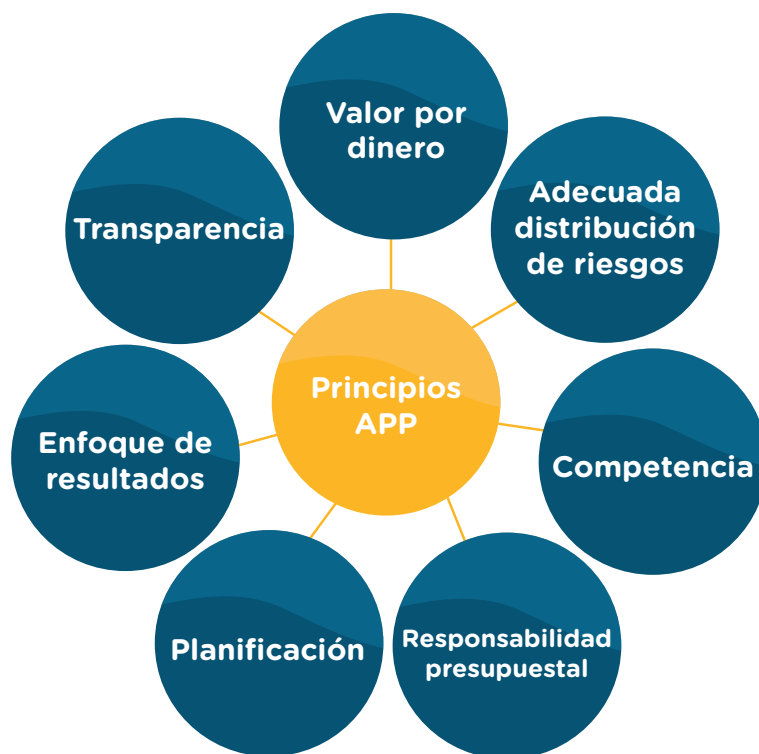 Valor por
dinero
Adecuada
distribución
de riesgos
Transparencia
Principios
APP
Enfoque de
resultados
Competencia
Planificación
Responsabilidad
presupuestal